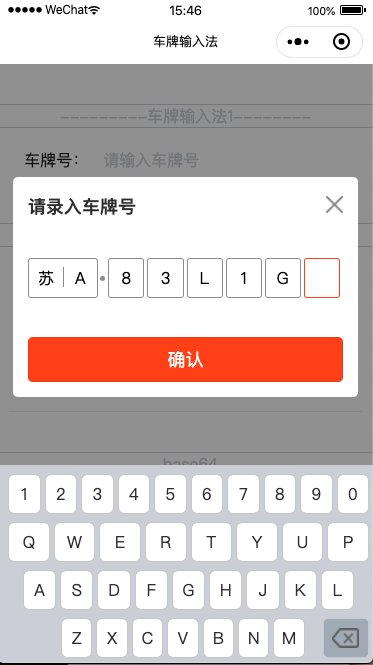 ●●●●● WeChat 15:46 100%
车牌输入法
---------车牌输入法1--------
车牌号： 请输入车牌号
请录入车牌号
苏 A • 8 3 L 1 G
确认
base64
1 2 3 4 5 6 7 8 9 0
Q W E R T Y U P
A S D F G H J K L
Z X C V B N M